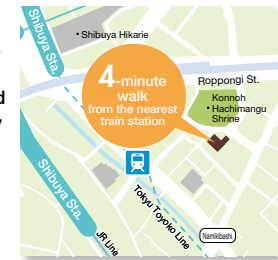 Shibuya Sta.
• Shibuya Hikarie
4-minute
walk
from the nearest
train station
Roppongi St.
Konnoh
• Hachimangu
Shrine
Shibuya Sta.
Tokyu Toyoko Line
JR Line
Namikibashi